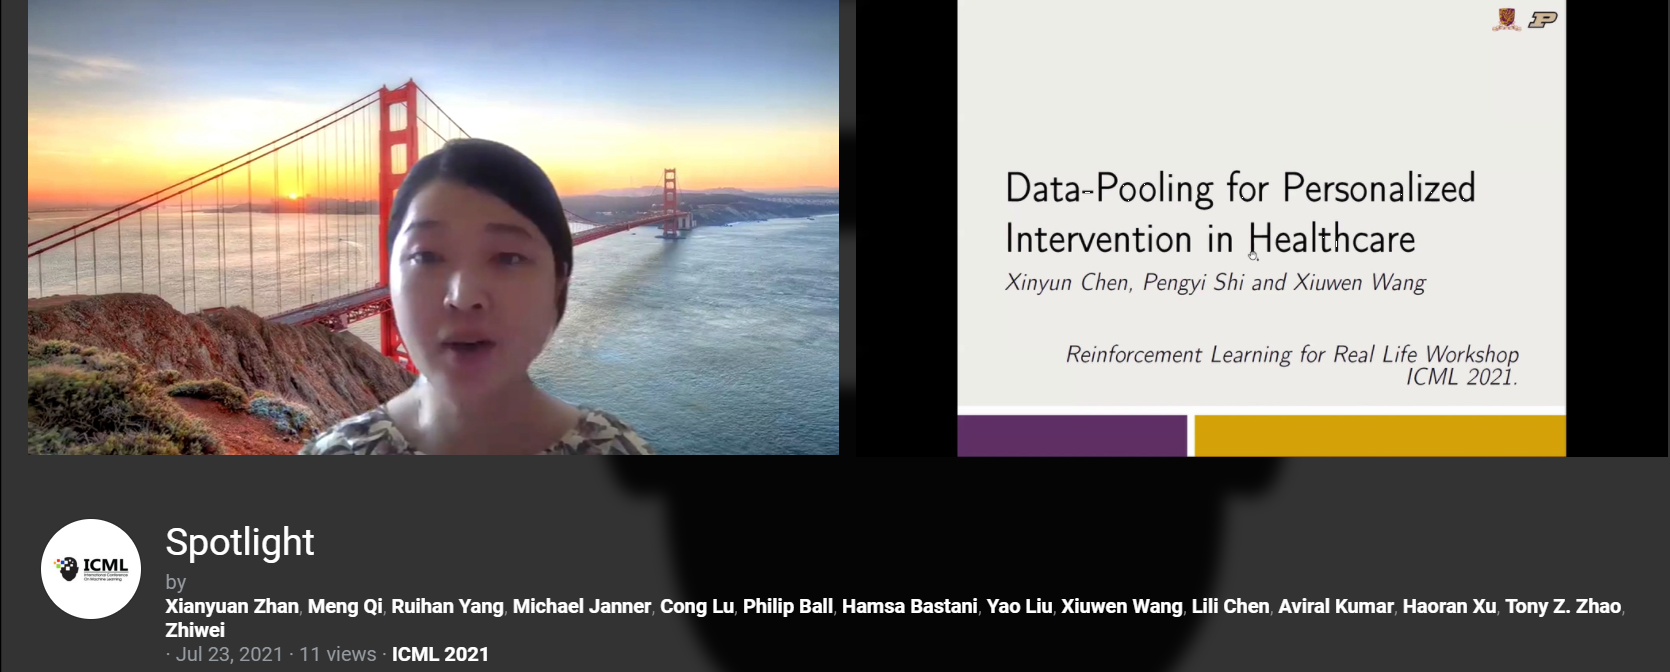 Data-Pooling for Personalized
Intervention in Healthcare
Xinyun Chen, Pengyi Shi and Xiuwen Wang
Reinforcement Learning for Real Life Workshop
ICML 2021.
ICML
International Conference
On Machine Learning
Spotlight
by
Xianyuan Zhan, Meng Qi, Ruihan Yang, Michael Janner, Cong Lu, Philip Ball, Hamsa Bastani, Yao Liu, Xiuwen Wang, Lili Chen, Aviral Kumar, Haoran Xu, Tony Z. Zhao,
Zhiwei
· Jul 23, 2021 · 11 views · ICML 2021